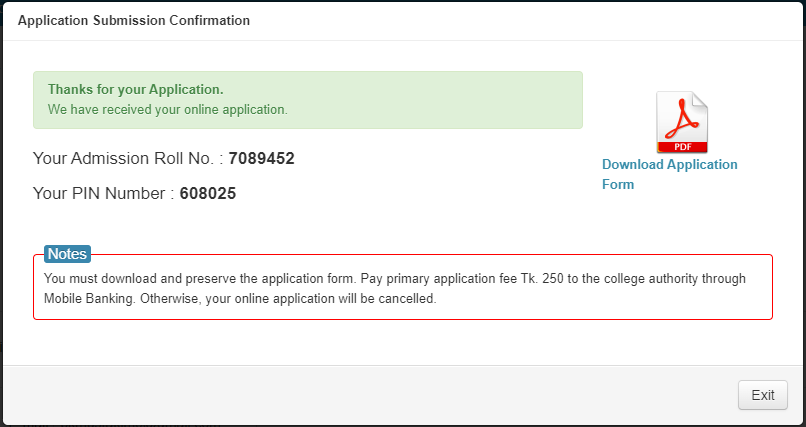 Application Submission Confirmation
Thanks for your Application.
We have received your online application.
Your Admission Roll No. : 7089452
Your PIN Number : 608025
PDF
Download Application
Form
Notes
You must download and preserve the application form. Pay primary application fee Tk. 250 to the college authority through
Mobile Banking. Otherwise, your online application will be cancelled.
Exit